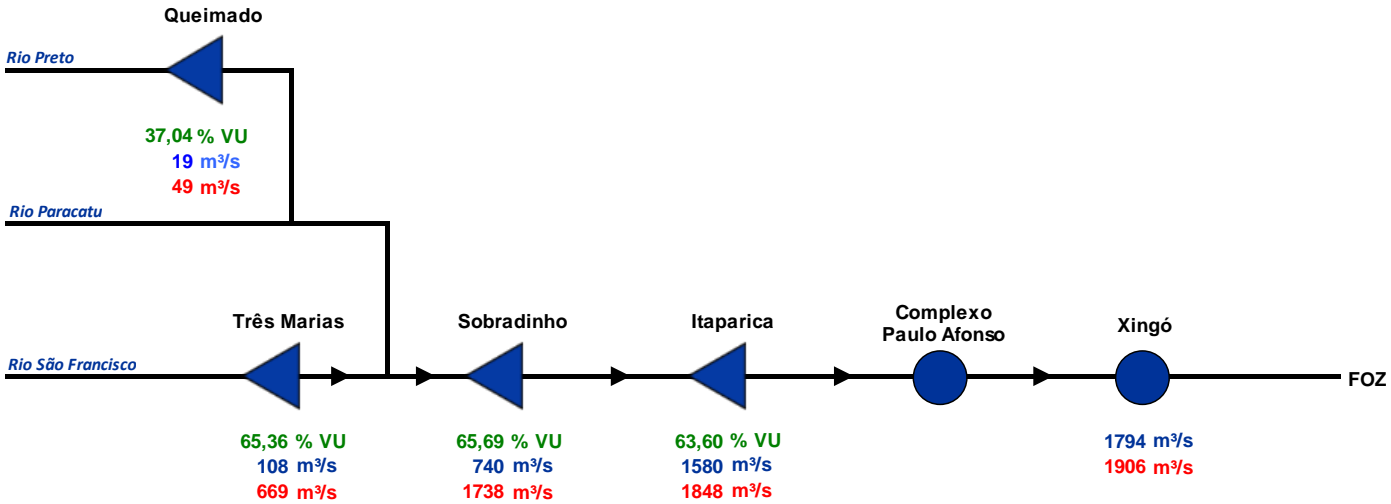 Queimado
Rio Preto
37,04 % VU
19 m³/s
49 m³/s
Rio Paracatu
Três Marias
Sobradinho
Itaparica
Complexo
Paulo Afonso
Xingó
Rio São Francisco
FOZ
65,36 % VU
108 m³/s
669 m³/s
65,69 % VU
740 m³/s
1738 m³/s
63,60 % VU
1580 m³/s
1848 m³/s
1794 m³/s
1906 m³/s